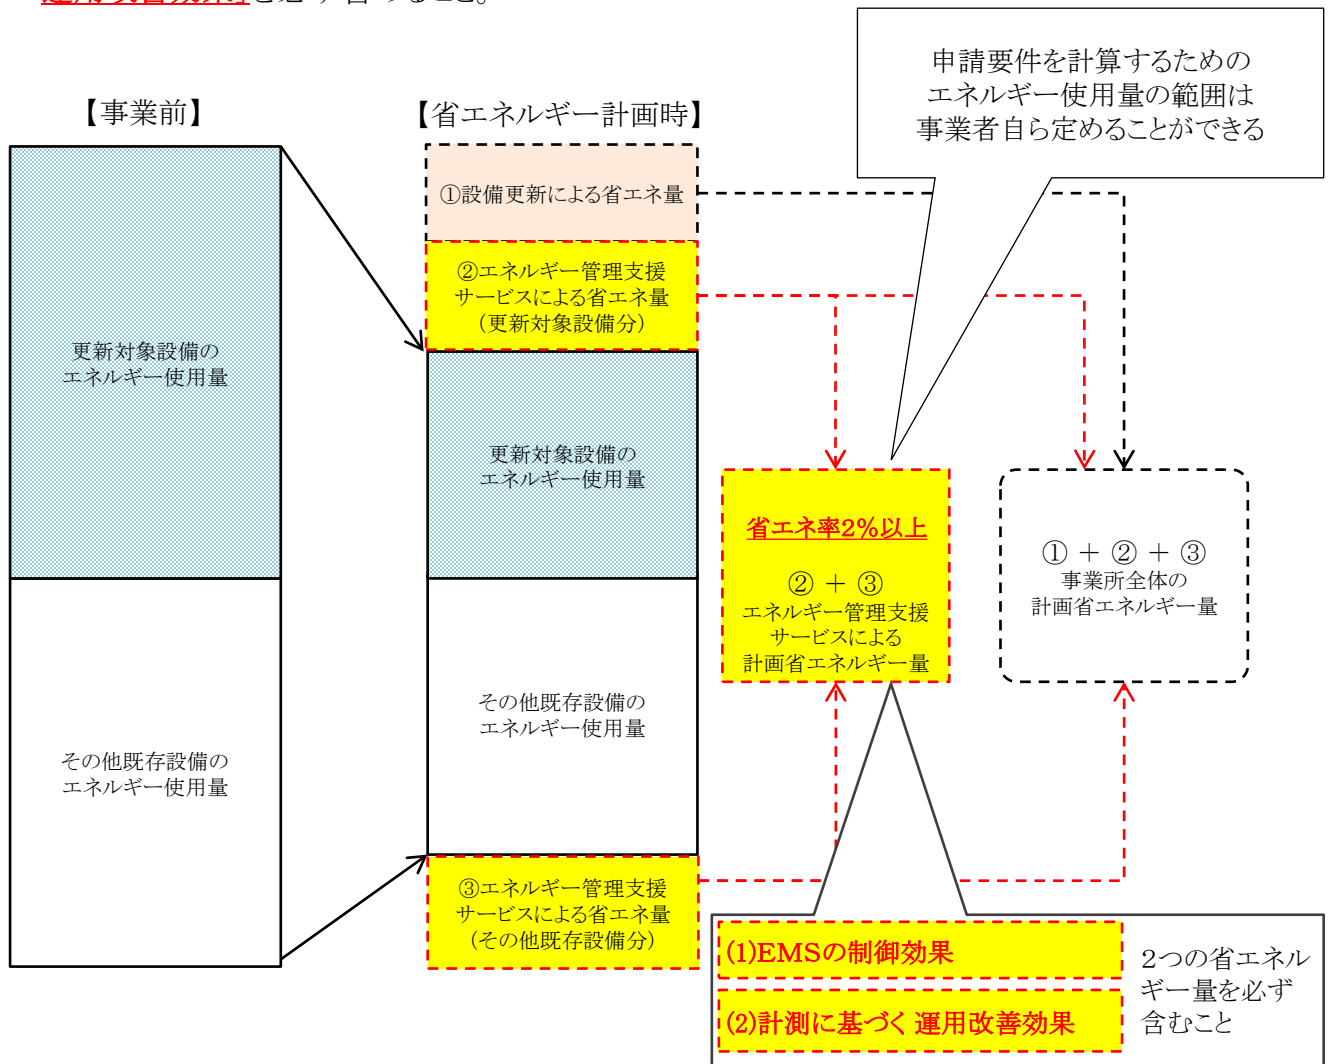 運用改善効果」を必ず含めること。
申請要件を計算するための
エネルギー使用量の範囲は
事業者自ら定めることができる
【事業前】
【省エネルギー計画時】
①設備更新による省エネ量
②エネルギー管理支援
サービスによる省エネ量
（更新対象設備分）
更新対象設備の
エネルギー使用量
更新対象設備の
エネルギー使用量
省エネ率2％以上
② ＋ ③
エネルギー管理支援
サービスによる
計画省エネルギー量
① ＋ ② ＋ ③
事業所全体の
計画省エネルギー量
その他既存設備の
エネルギー使用量
その他既存設備の
エネルギー使用量
③エネルギー管理支援
サービスによる省エネ量
（その他既存設備分）
(1)EMSの制御効果
(2)計測に基づく運用改善効果
2つの省エネル
ギー量を必ず
含むこと